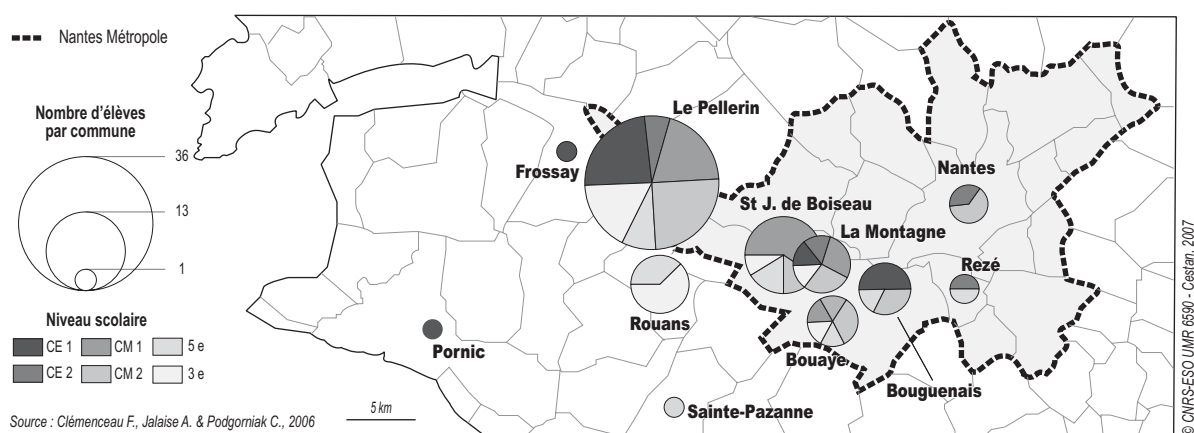 Nantes Métropole
Nombre d'élèves
par commune
36
13
1
Niveau scolaire
CE 1
CM 1
5 e
CE 2
CM 2
3 e
Source : Clémenceau F., Jalaise A. & Podgorniak C., 2006
5 km
Le Pellerin
Frossay
Nantes
St J. de Boiseau
La Montagne
Rezé
Rouans
Pornic
Bouaye
Bouguenais
Sainte-Pazanne
© CNRS-ESO UMR 6590 - Cestan. 2007